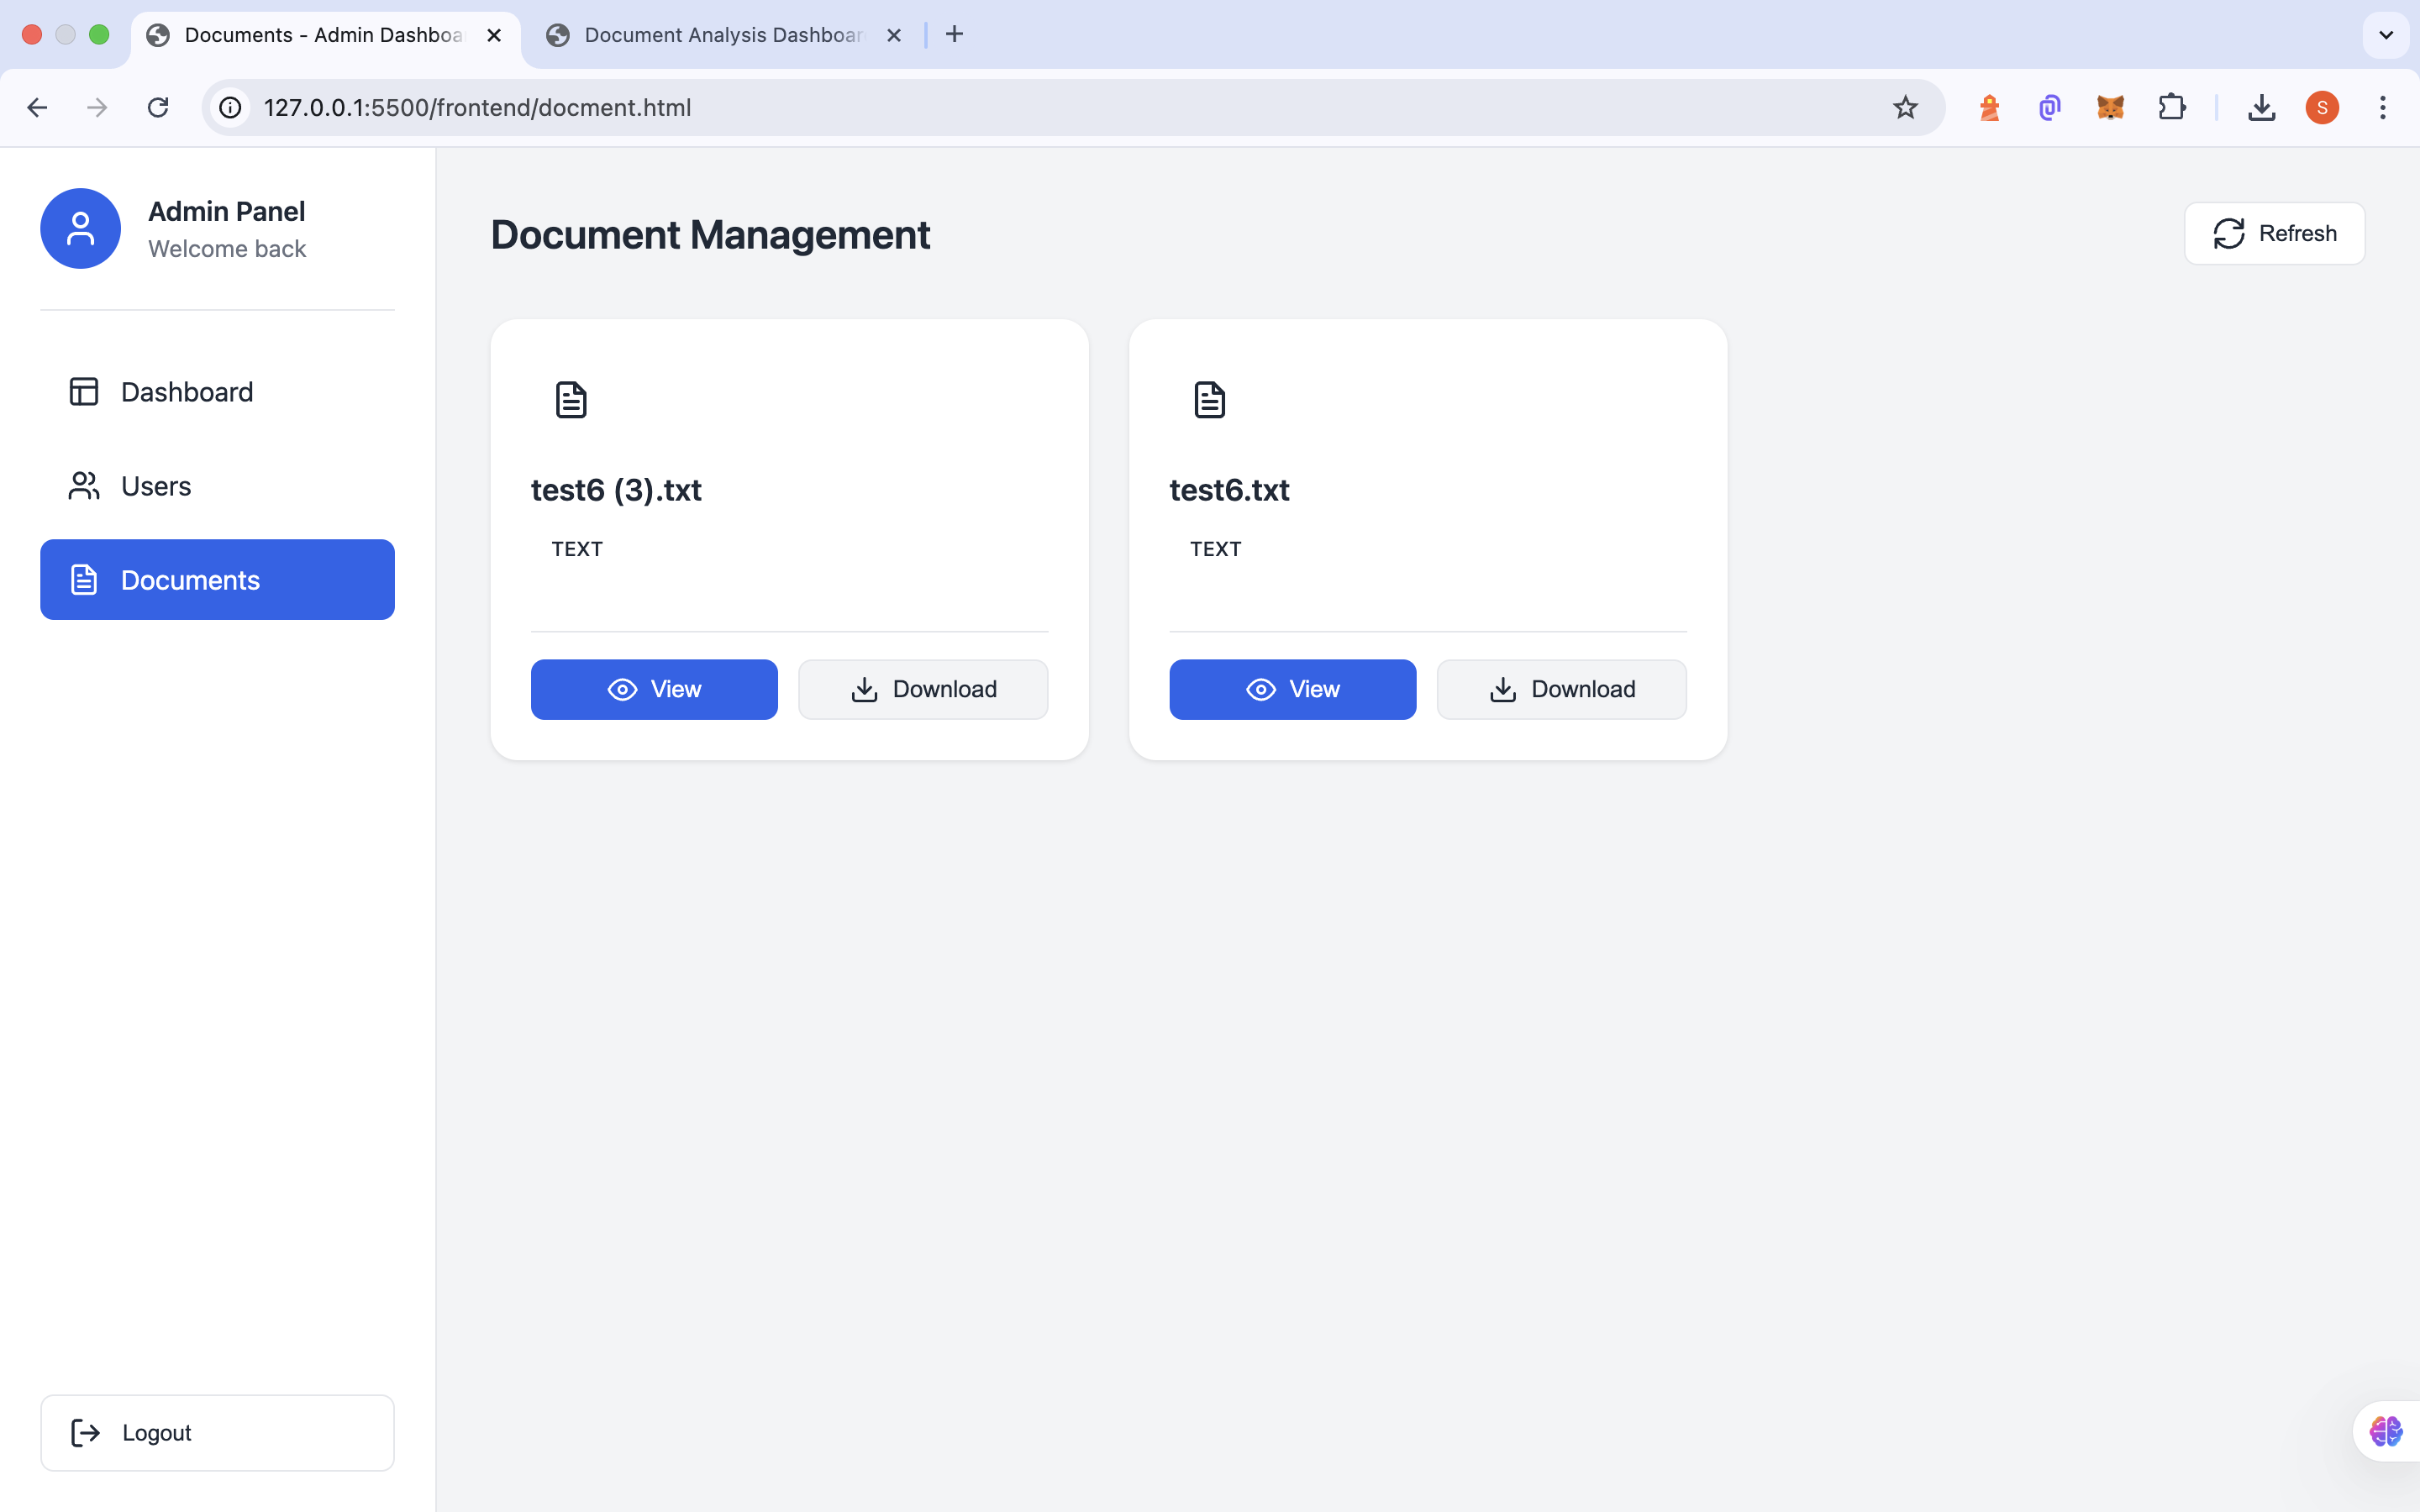 Documents - Admin Dashboa
Document Analysis Dashboar
127.0.0.1:5500/frontend/docment.html
S
Admin Panel
Welcome back
Dashboard
Users
Documents
Logout
Document Management
Refresh
test6 (3).txt
TEXT
View
Download
test6.txt
TEXT
View
Download